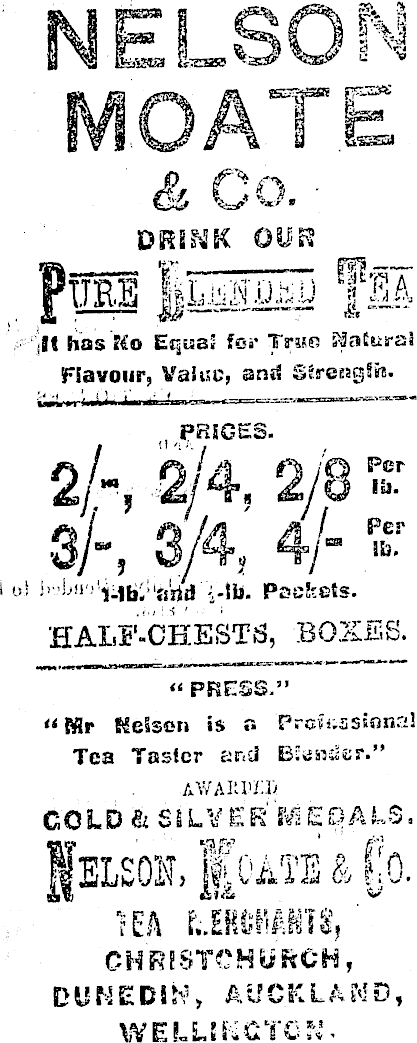 NELSON
MOATE
& Co.
DRINK OUR
PURE BLENDED TEA
It has No Equal for True Natural
Flavour, Value, and Strength.
PRICES.
2/-, 2/4, 2/8 Per lb.
3/-, 3/4, 4/- Per lb.
1-lb. and ½-lb. Packets.
HALF-CHESTS, BOXES.
"PRESS."
"Mr Nelson is a Professional
Tea Taster and Blender."
AWARDED
GOLD & SILVER MEDALS.
NELSON, MOATE & CO.
TEA MERCHANTS,
CHRISTCHURCH,
DUNEDIN, AUCKLAND,
WELLINGTON.